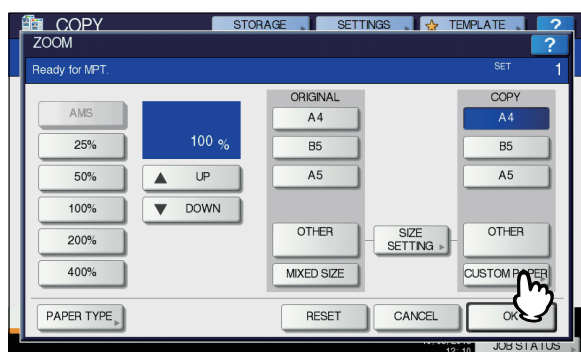 COPY STORAGE SETTINGS TEMPLATE ?
ZOOM ?
Ready for MPT. SET 1
ORIGINAL COPY
AMS A4 A4
100 %
25% B5 B5
50% UP A5 A5
100% DOWN
200% OTHER SIZE SETTING OTHER
400% MIXED SIZE CUSTOM PAPER
PAPER TYPE RESET CANCEL OK
JOB STATUS